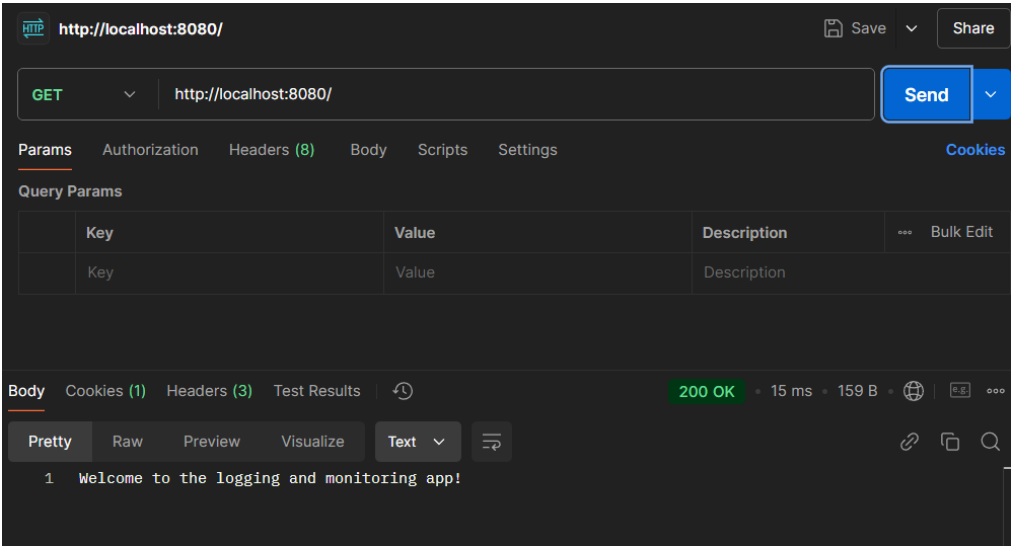 HTTP http://localhost:8080/ Save Share
GET http://localhost:8080/ Send
Params Authorization Headers (8) Body Scripts Settings Cookies
Query Params
Key Value Description Bulk Edit
Key Value Description
Body Cookies (1) Headers (3) Test Results 200 OK 15 ms 159 B e.g.
Pretty Raw Preview Visualize Text
1 Welcome to the logging and monitoring app!